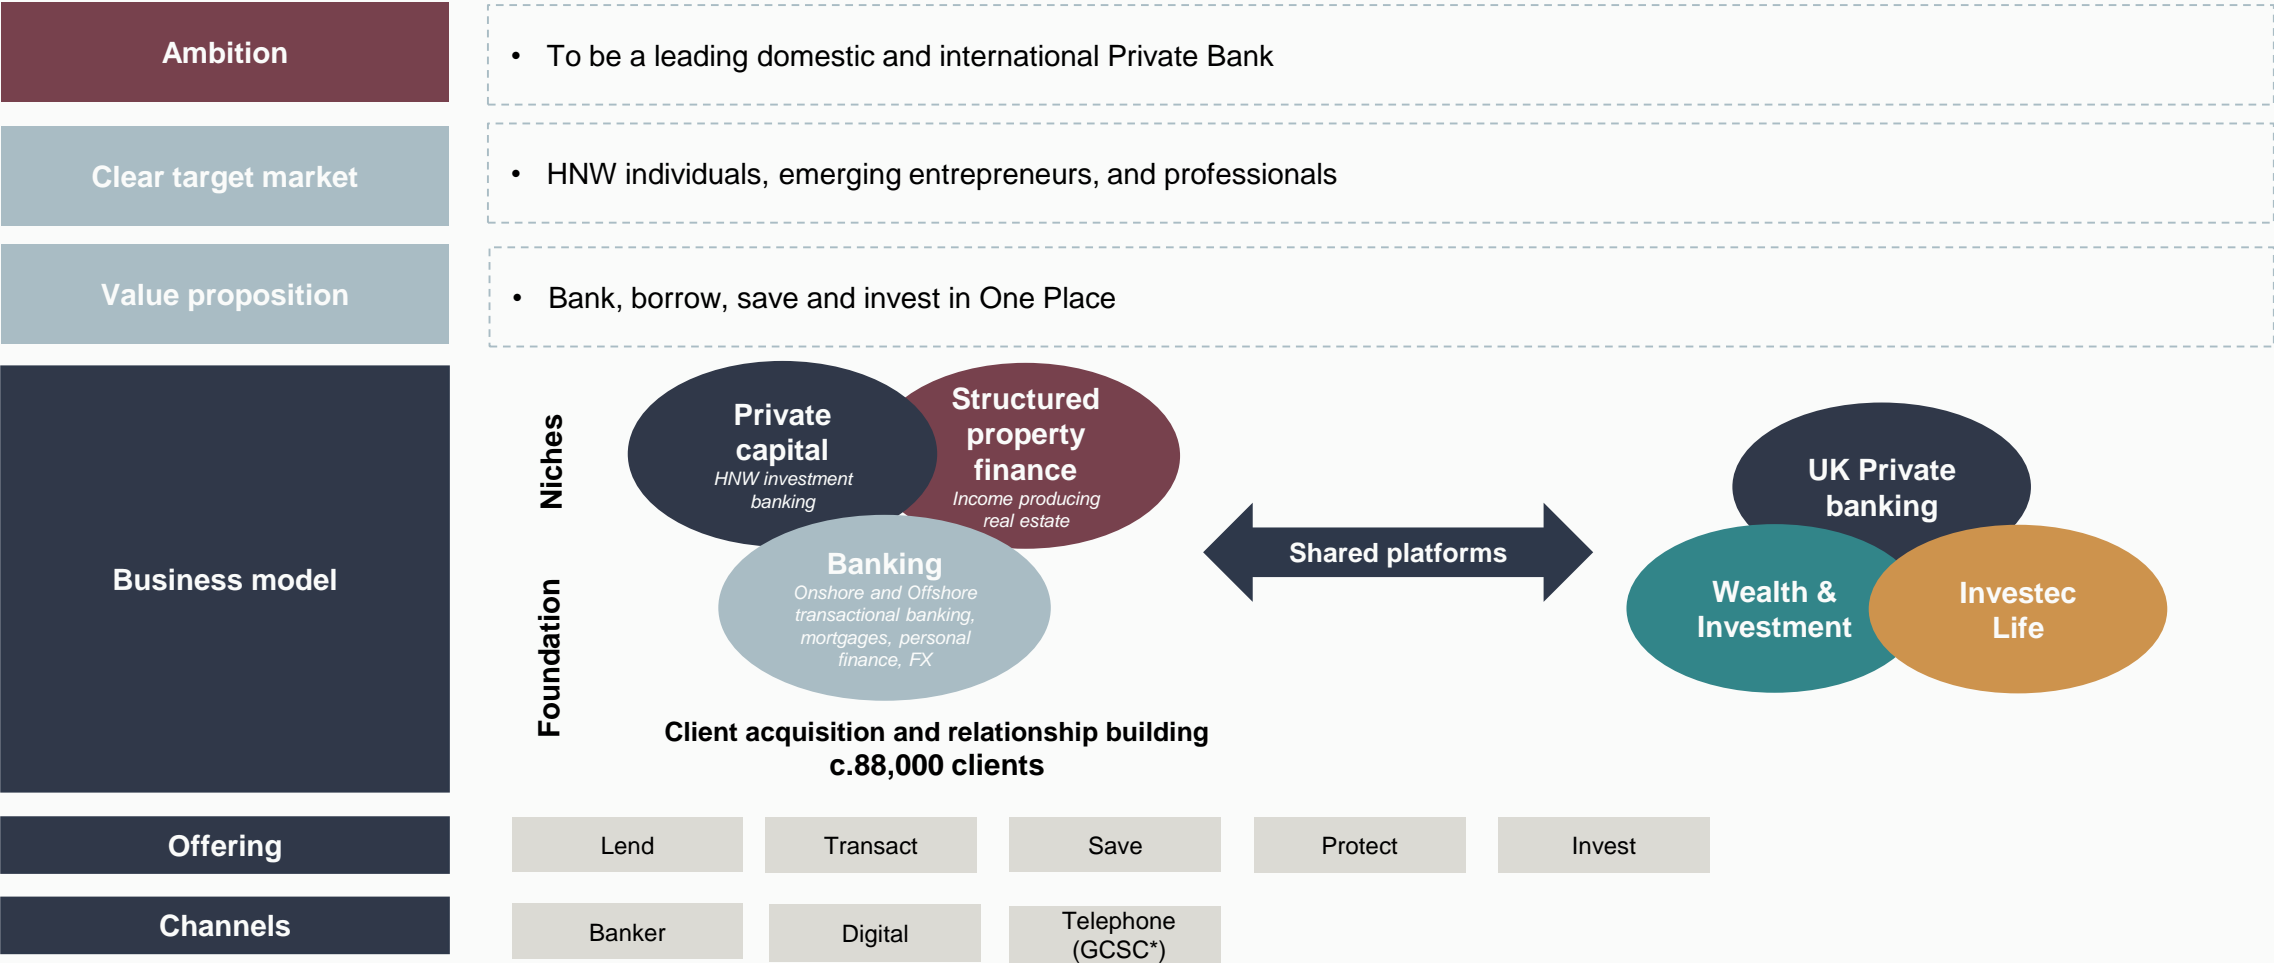 Ambition
• To be a leading domestic and international Private Bank
Clear target market
• HNW individuals, emerging entrepreneurs, and professionals
Value proposition
• Bank, borrow, save and invest in One Place
Business model
Niches
Foundation
Private
capital
HNW investment
banking
Structured
property
finance
Income producing
real estate
Banking
Onshore and Offshore
transactional banking,
mortgages, personal
finance, FX
Client acquisition and relationship building
c.88,000 clients
Shared platforms
UK Private
banking
Wealth &
Investment
Investec
Life
Offering
Lend
Transact
Save
Protect
Invest
Channels
Banker
Digital
Telephone
(GCSC*)